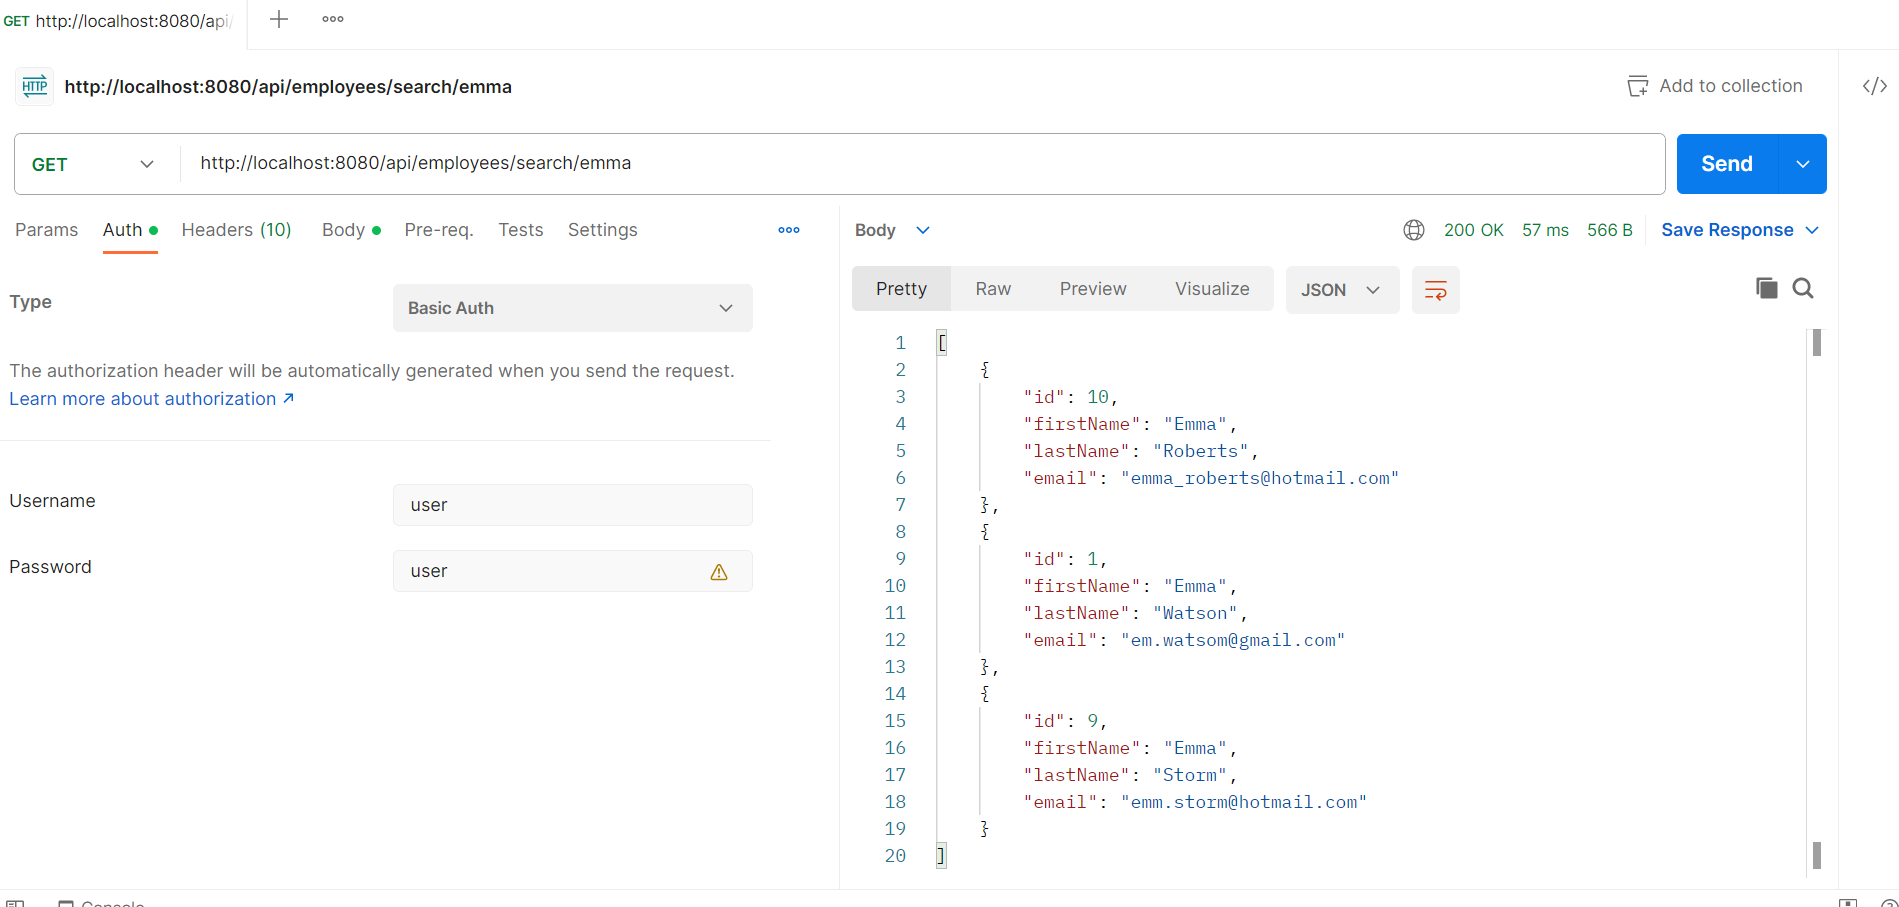 GET http://localhost:8080/api/
http://localhost:8080/api/employees/search/emma
Add to collection
GET
http://localhost:8080/api/employees/search/emma
Send
Params Auth Headers (10) Body Pre-req. Tests Settings
Type
Basic Auth
The authorization header will be automatically generated when you send the request.
Learn more about authorization ↗
Username
user
Password
user
Body
200 OK 57 ms 566 B Save Response
Pretty Raw Preview Visualize JSON
1 [
2 {
3 "id": 10,
4 "firstName": "Emma",
5 "lastName": "Roberts",
6 "email": "emma_roberts@hotmail.com"
7 },
8 {
9 "id": 1,
10 "firstName": "Emma",
11 "lastName": "Watson",
12 "email": "em.watsom@gmail.com"
13 },
14 {
15 "id": 9,
16 "firstName": "Emma",
17 "lastName": "Storm",
18 "email": "emm.storm@hotmail.com"
19 }
20 ]
Console